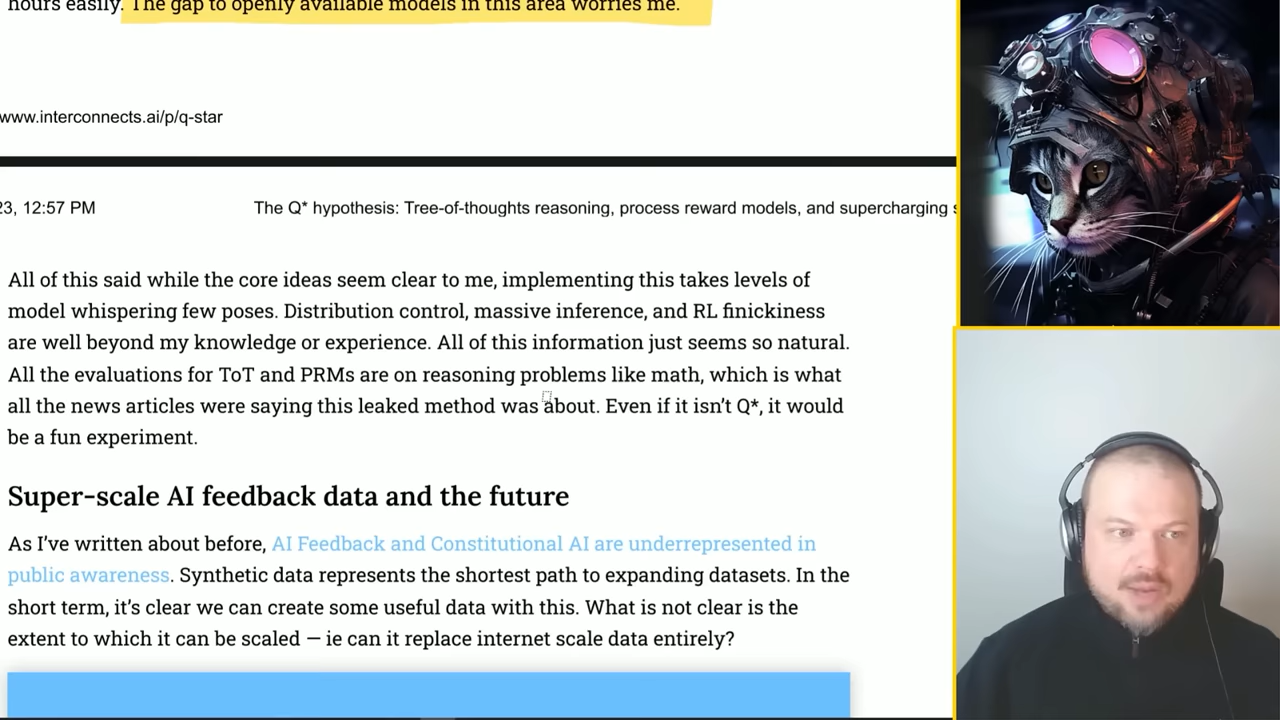 hours easily. The gap to openly available models in this area worries me.
www.interconnects.ai/p/q-star
23, 12:57 PM
The Q* hypothesis: Tree-of-thoughts reasoning, process reward models, and supercharging s
All of this said while the core ideas seem clear to me, implementing this takes levels of
model whispering few poses. Distribution control, massive inference, and RL finickiness
are well beyond my knowledge or experience. All of this information just seems so natural.
All the evaluations for ToT and PRMs are on reasoning problems like math, which is what
all the news articles were saying this leaked method was about. Even if it isn’t Q*, it would
be a fun experiment.
Super-scale AI feedback data and the future
As I’ve written about before, AI Feedback and Constitutional AI are underrepresented in
public awareness. Synthetic data represents the shortest path to expanding datasets. In the
short term, it’s clear we can create some useful data with this. What is not clear is the
extent to which it can be scaled — ie can it replace internet scale data entirely?